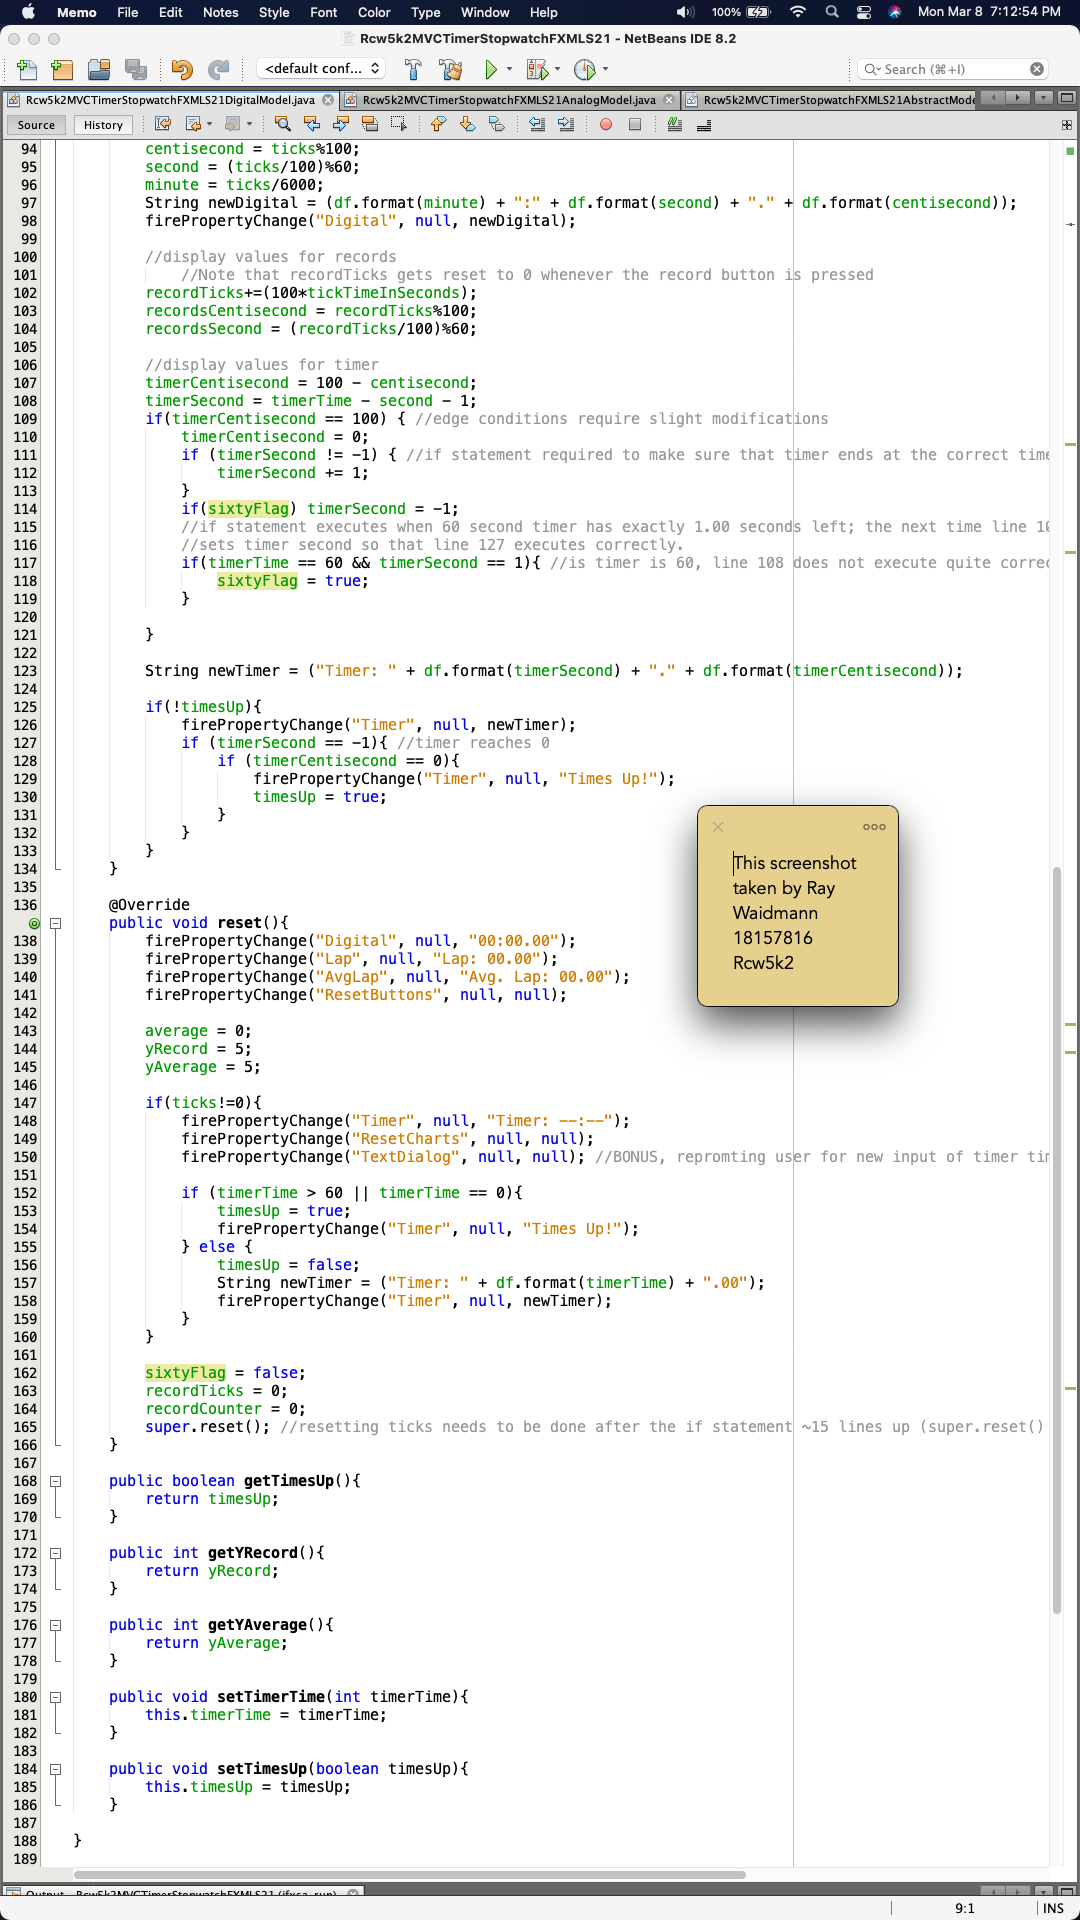 Memo File Edit Notes Style Font Color Type Window Help 100% Mon Mar 8 7:12:54 PM
Rcw5k2MVCTimerStopwatchFXMLS21 - NetBeans IDE 8.2
<default conf... Search (⌘+I)
Rcw5k2MVCTimerStopwatchFXMLS21DigitalModel.java Rcw5k2MVCTimerStopwatchFXMLS21AnalogModel.java Rcw5k2MVCTimerStopwatchFXMLS21AbstractMode
Source History
94 centisecond = ticks%100;
95 second = (ticks/100)%60;
96 minute = ticks/6000;
97 String newDigital = (df.format(minute) + ":" + df.format(second) + "." + df.format(centisecond));
98 firePropertyChange("Digital", null, newDigital);
99
100 //display values for records
101 //Note that recordTicks gets reset to 0 whenever the record button is pressed
102 recordTicks+=(100*tickTimeInSeconds);
103 recordsCentisecond = recordTicks%100;
104 recordsSecond = (recordTicks/100)%60;
105
106 //display values for timer
107 timerCentisecond = 100 - centisecond;
108 timerSecond = timerTime - second - 1;
109 if(timerCentisecond == 100) { //edge conditions require slight modifications
110 timerCentisecond = 0;
111 if (timerSecond != -1) { //if statement required to make sure that timer ends at the correct time
112 timerSecond += 1;
113 }
114 if(sixtyFlag) timerSecond = -1;
115 //if statement executes when 60 second timer has exactly 1.00 seconds left; the next time line 10
116 //sets timer second so that line 127 executes correctly.
117 if(timerTime == 60 && timerSecond == 1){ //is timer is 60, line 108 does not execute quite correc
118 sixtyFlag = true;
119 }
120
121 }
122
123 String newTimer = ("Timer: " + df.format(timerSecond) + "." + df.format(timerCentisecond));
124
125 if(!timesUp){
126 firePropertyChange("Timer", null, newTimer);
127 if (timerSecond == -1){ //timer reaches 0
128 if (timerCentisecond == 0){
129 firePropertyChange("Timer", null, "Times Up!");
130 timesUp = true;
131 }
132 }
133 }
134 }
135
136 @Override
public void reset(){
138 firePropertyChange("Digital", null, "00:00.00");
139 firePropertyChange("Lap", null, "Lap: 00.00");
140 firePropertyChange("AvgLap", null, "Avg. Lap: 00.00");
141 firePropertyChange("ResetButtons", null, null);
142
143 average = 0;
144 yRecord = 5;
145 yAverage = 5;
146
147 if(ticks!=0){
148 firePropertyChange("Timer", null, "Timer: --:--");
149 firePropertyChange("ResetCharts", null, null);
150 firePropertyChange("TextDialog", null, null); //BONUS, repromting user for new input of timer tim
151
152 if (timerTime > 60 || timerTime == 0){
153 timesUp = true;
154 firePropertyChange("Timer", null, "Times Up!");
155 } else {
156 timesUp = false;
157 String newTimer = ("Timer: " + df.format(timerTime) + ".00");
158 firePropertyChange("Timer", null, newTimer);
159 }
160 }
161
162 sixtyFlag = false;
163 recordTicks = 0;
164 recordCounter = 0;
165 super.reset(); //resetting ticks needs to be done after the if statement ~15 lines up (super.reset()
166 }
167
168 public boolean getTimesUp(){
169 return timesUp;
170 }
171
172 public int getYRecord(){
173 return yRecord;
174 }
175
176 public int getYAverage(){
177 return yAverage;
178 }
179
180 public void setTimerTime(int timerTime){
181 this.timerTime = timerTime;
182 }
183
184 public void setTimesUp(boolean timesUp){
185 this.timesUp = timesUp;
186 }
187
188 }
189
This screenshot
taken by Ray
Waidmann
18157816
Rcw5k2
Output - Rcw5k2MVCTimerStopwatchFXMLS21 (jfxsa-run)
9:1 INS